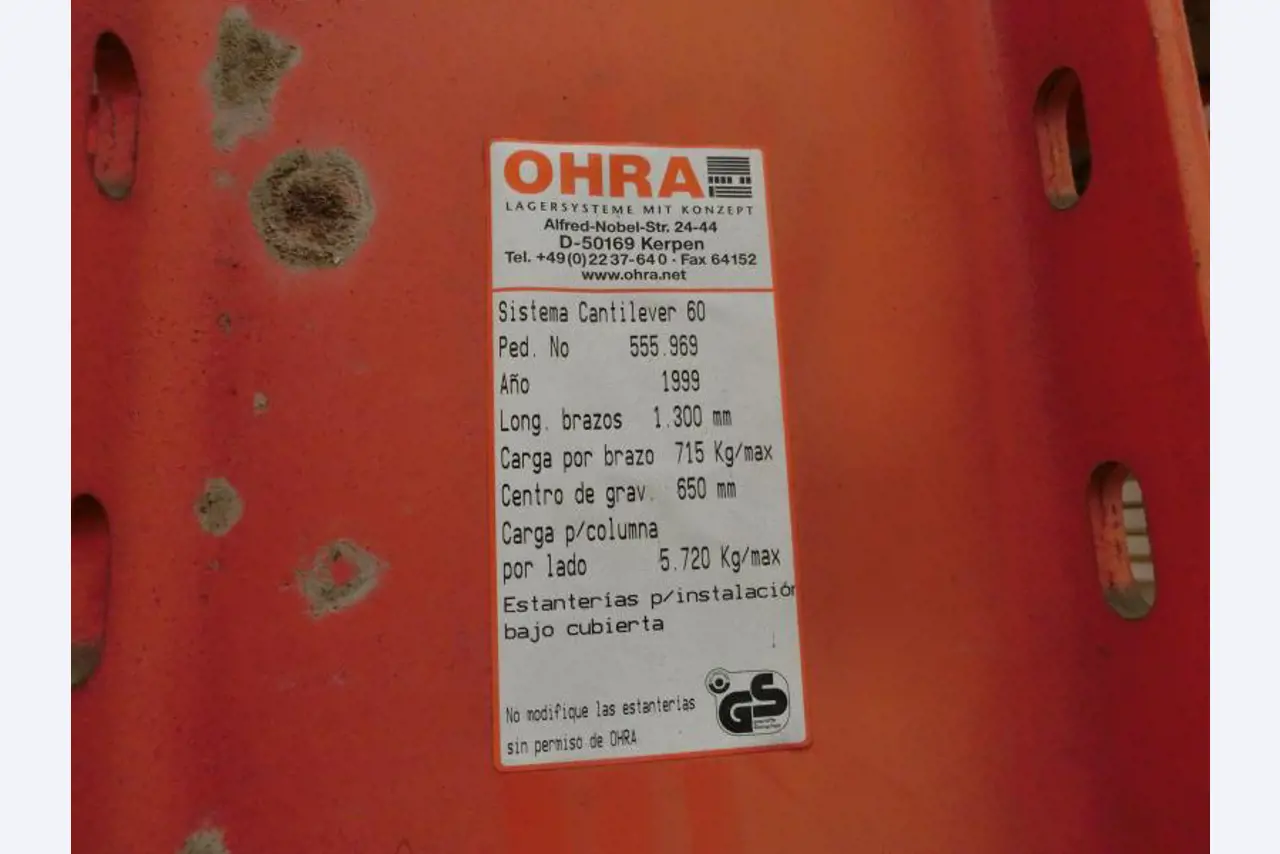 OHRA
LAGERSYSTEME MIT KONZEPT
Alfred-Nobel-Str. 24-44
D-50169 Kerpen
Tel. +49(0)2237-640 · Fax 64152
www.ohra.net
Sistema Cantilever 60
Ped. No 555.969
Año 1999
Long. brazos 1.300 mm
Carga por brazo 715 Kg/max
Centro de grav. 650 mm
Carga p/columna
por lado 5.720 Kg/max
Estanterías p/instalación
bajo cubierta
No modifique las estanterias
sin permiso de OHRA
GS